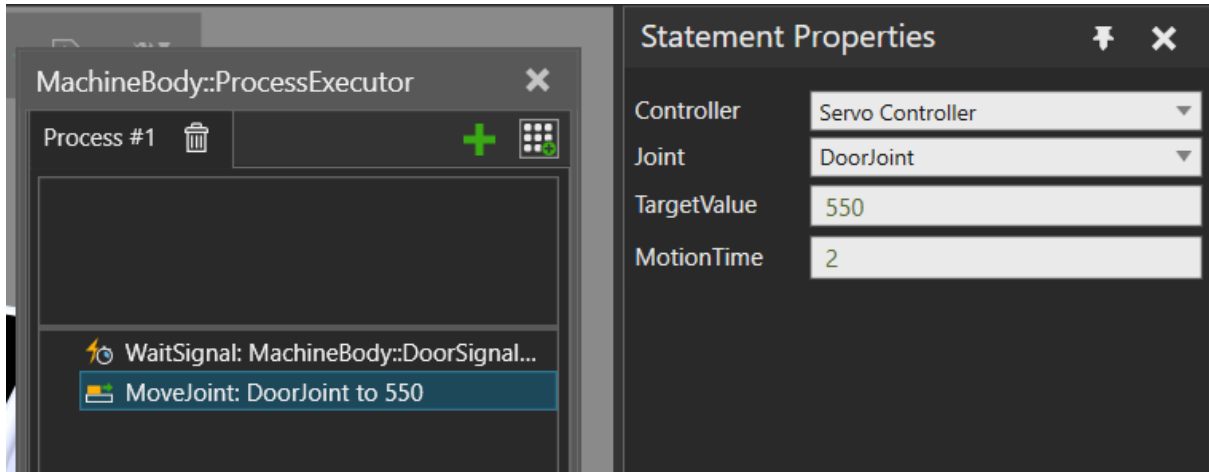 MachineBody::ProcessExecutor
Process #1
WaitSignal: MachineBody::DoorSignal...
MoveJoint: DoorJoint to 550
Statement Properties
Controller Servo Controller
Joint DoorJoint
TargetValue 550
MotionTime 2